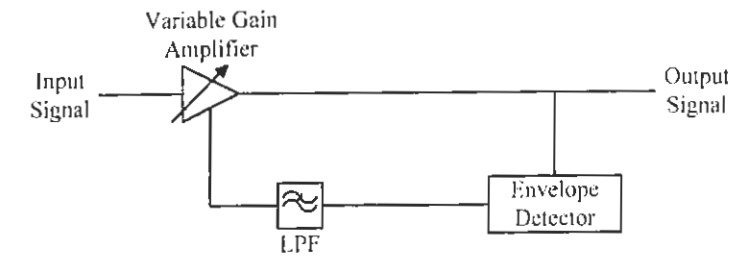 Variable Gain
Amplifier
Input
Signal
Output
Signal
Envelope
Detector
LPF